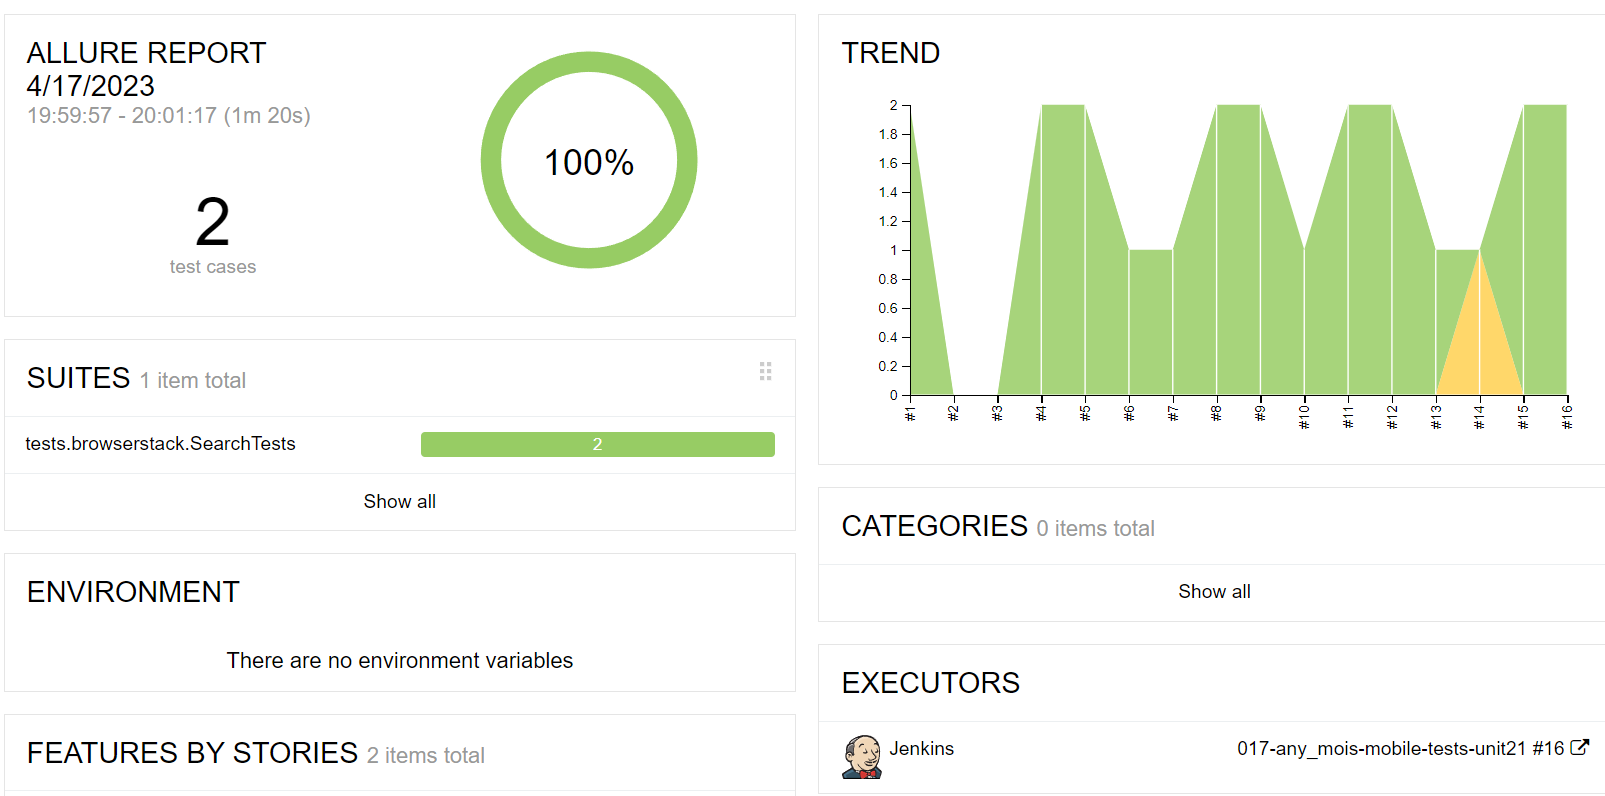 ALLURE REPORT
4/17/2023
19:59:57 - 20:01:17 (1m 20s)
2
test cases
100%
SUITES 1 item total
tests.browserstack.SearchTests 2
Show all
ENVIRONMENT
There are no environment variables
FEATURES BY STORIES 2 items total
TREND
2
1.8
1.6
1.4
1.2
1
0.8
0.6
0.4
0.2
0
#1 #2 #3 #4 #5 #6 #7 #8 #9 #10 #11 #12 #13 #14 #15 #16
CATEGORIES 0 items total
Show all
EXECUTORS
Jenkins 017-any_mois-mobile-tests-unit21 #16